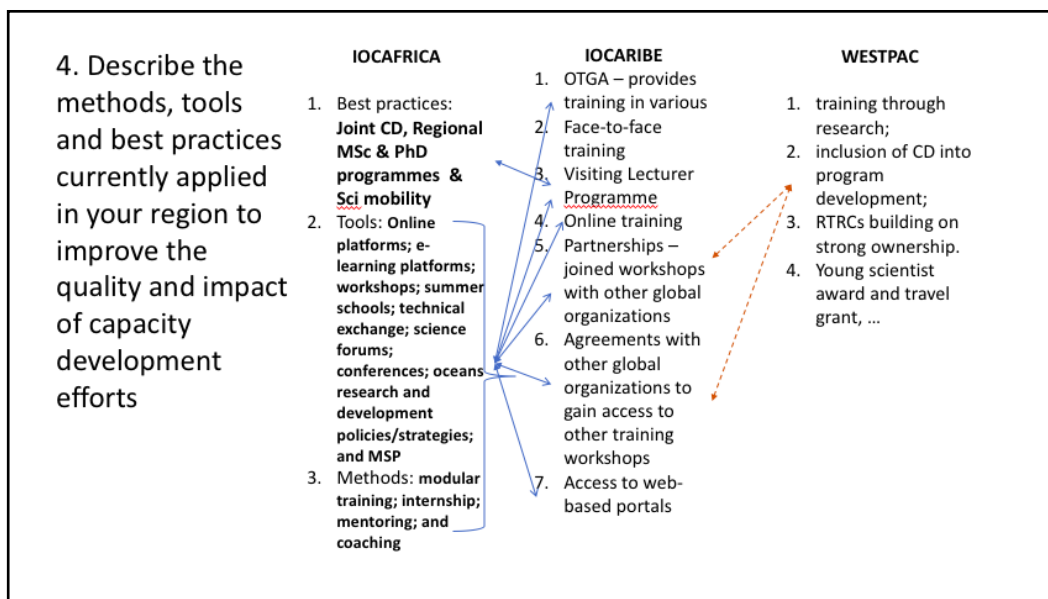 4. Describe the
methods, tools
and best practices
currently applied
in your region to
improve the
quality and impact
of capacity
development
efforts
IOCAFRICA
1. Best practices:
Joint CD, Regional
MSc & PhD
programmes &
Sci mobility
2. Tools: Online
platforms; e-
learning platforms;
workshops; summer
schools; technical
exchange; science
forums;
conferences; oceans
research and
development
policies/strategies;
and MSP
3. Methods: modular
training; internship;
mentoring; and
coaching
IOCARIBE
1. OTGA – provides
training in various
2. Face-to-face
training
3. Visiting Lecturer
Programme
4. Online training
5. Partnerships –
joined workshops
with other global
organizations
6. Agreements with
other global
organizations to
gain access to
other training
workshops
7. Access to web-
based portals
WESTPAC
1. training through
research;
2. inclusion of CD into
program
development;
3. RTRCs building on
strong ownership.
4. Young scientist
award and travel
grant, ...